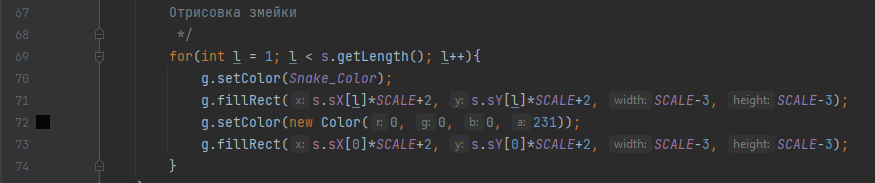 67 Отрисовка змейки
68 */
69 for(int l = 1; l < s.getLength(); l++){
70 g.setColor(Snake_Color);
71 g.fillRect( x: s.sX[l]*SCALE+2, y: s.sY[l]*SCALE+2, width: SCALE-3, height: SCALE-3);
72 g.setColor(new Color( r: 0, g: 0, b: 0, a: 231));
73 g.fillRect( x: s.sX[0]*SCALE+2, y: s.sY[0]*SCALE+2, width: SCALE-3, height: SCALE-3);
74 }